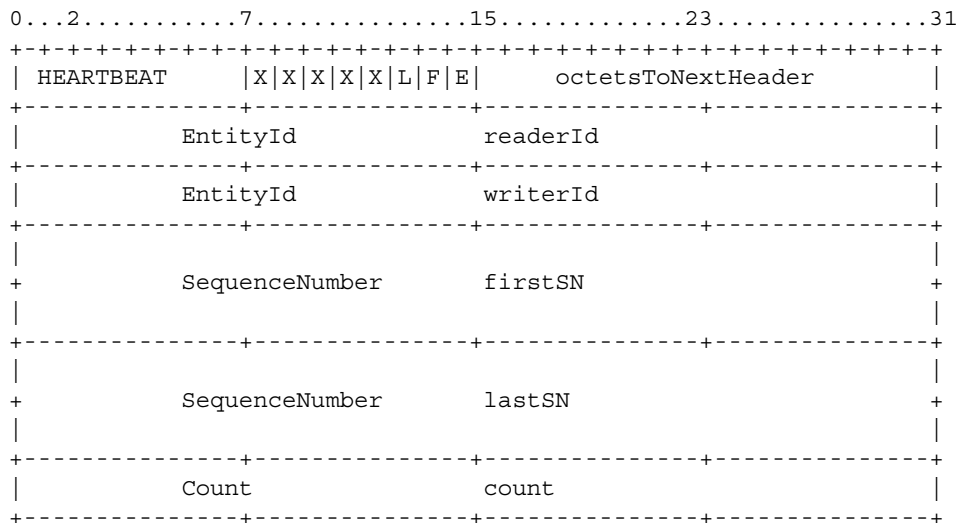 0...2...........7...............15.............23...............31
+-+-+-+-+-+-+-+-+-+-+-+-+-+-+-+-+-+-+-+-+-+-+-+-+-+-+-+-+-+-+-+-+
| HEARTBEAT |X|X|X|X|X|L|F|E| octetsToNextHeader |
+---------------+---------------+---------------+---------------+
| EntityId readerId |
+---------------+---------------+---------------+---------------+
| EntityId writerId |
+---------------+---------------+---------------+---------------+
| |
+ SequenceNumber firstSN +
| |
+---------------+---------------+---------------+---------------+
| |
+ SequenceNumber lastSN +
| |
+---------------+---------------+---------------+---------------+
| Count count |
+---------------+---------------+---------------+---------------+